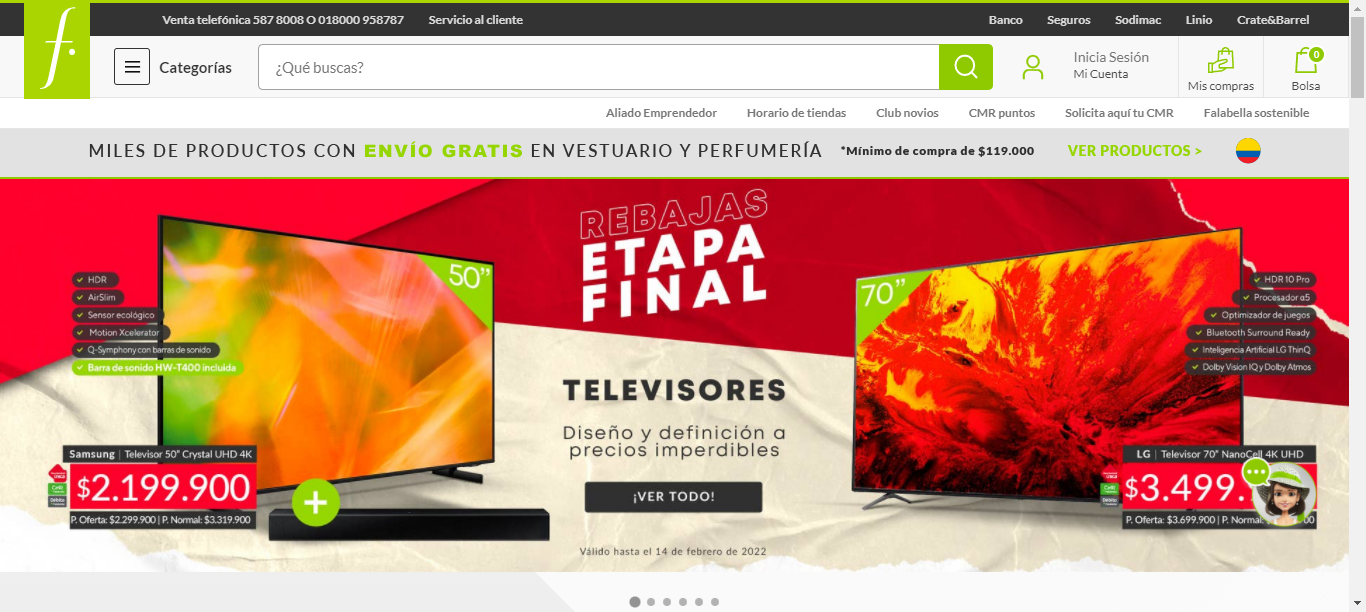 Venta telefónica 587 8008 O 018000 958787 Servicio al cliente Banco Seguros Sodimac Linio Crate&Barrel
f.
Categorías ¿Qué buscas? Inicia Sesión
Mi Cuenta
Mis compras
0
Bolsa
Aliado Emprendedor Horario de tiendas Club novios CMR puntos Solicita aquí tu CMR Falabella sostenible
MILES DE PRODUCTOS CON ENVÍO GRATIS EN VESTUARIO Y PERFUMERÍA *Mínimo de compra de $119.000 VER PRODUCTOS >
REBAJAS
ETAPA
FINAL
50”
HDR
AirSlim
Sensor ecológico
Motion Xcelerator
Q-Symphony con barras de sonido
Barra de sonido HW-T400 incluida
Samsung | Televisor 50” Crystal UHD 4K
$2.199.900
P. Oferta: $2.299.900 | P. Normal: $3.319.900
+
TELEVISORES
Diseño y definición a
precios imperdibles
¡VER TODO!
Válido hasta el 14 de febrero de 2022
70”
HDR 10 Pro
Procesador α5
Optimizador de juegos
Bluetooth Surround Ready
Inteligencia Artificial LG ThinQ
Dolby Vision IQ y Dolby Atmos
LG | Televisor 70” NanoCell 4K UHD
$3.499.
P. Oferta: $3.699.900 | P. Normal